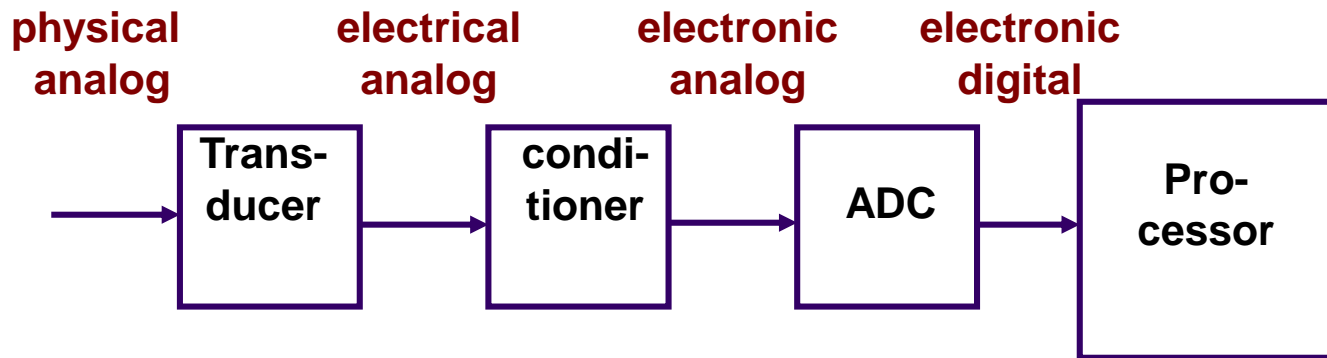 physical
analog
electrical
analog
electronic
analog
electronic
digital
Trans-
ducer
condi-
tioner
ADC
Pro-
cessor